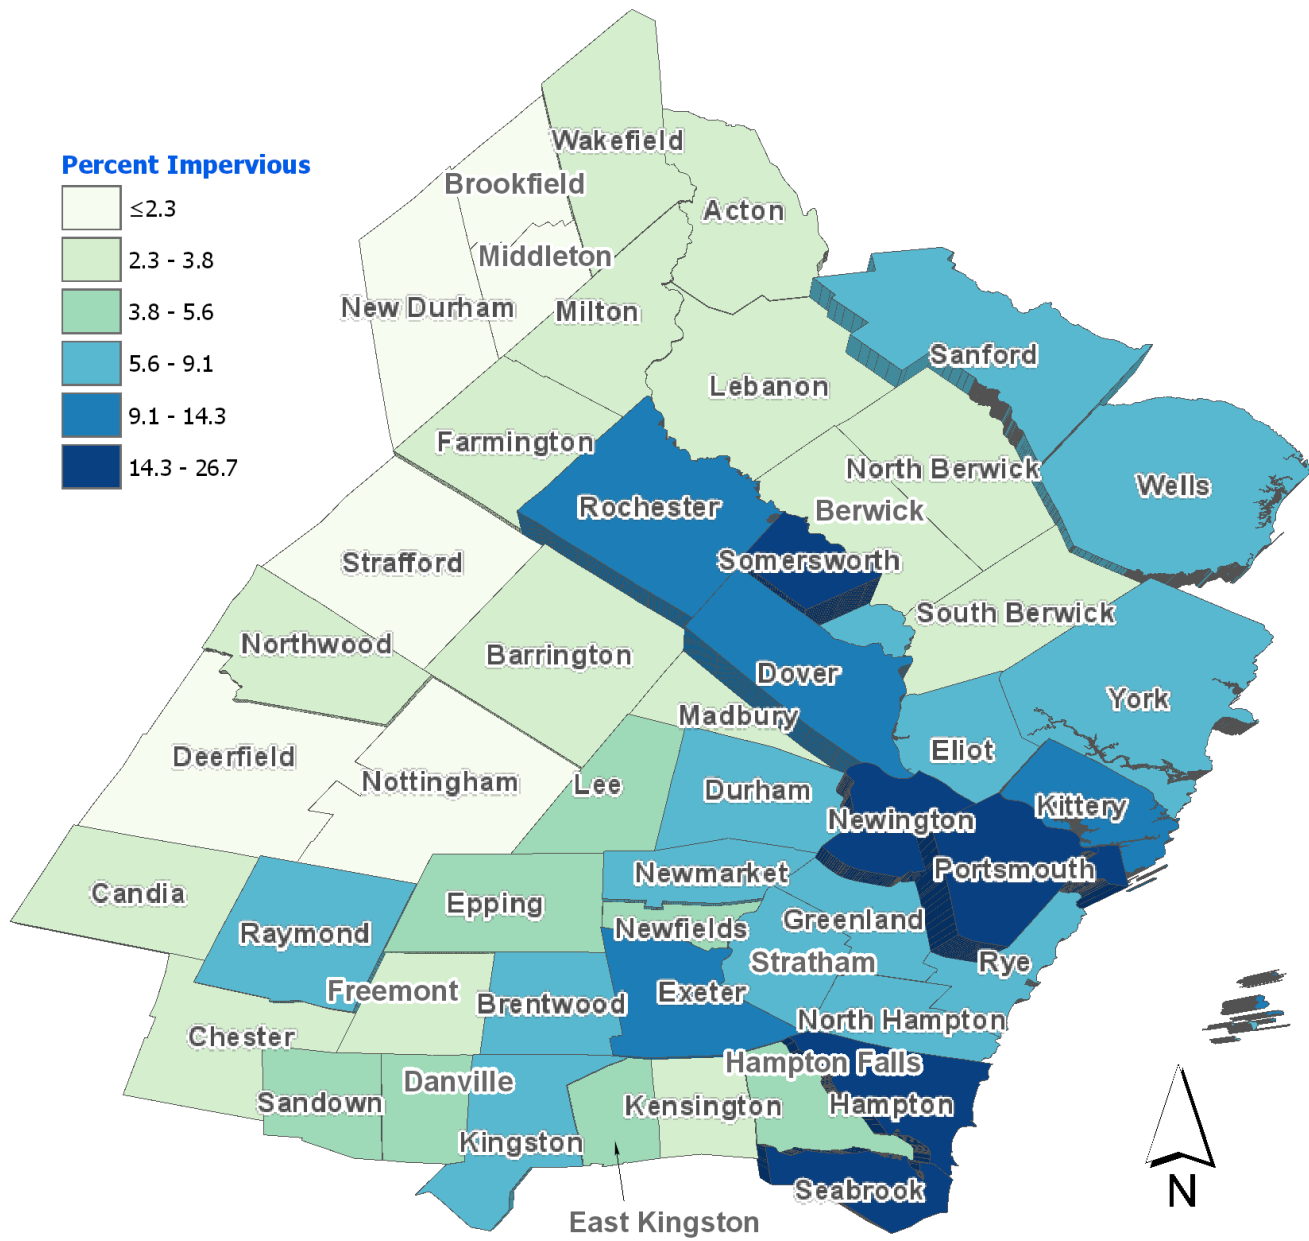 Percent Impervious
≤2.3
2.3 - 3.8
3.8 - 5.6
5.6 - 9.1
9.1 - 14.3
14.3 - 26.7
Wakefield
Brookfield
Acton
Middleton
New Durham
Milton
Sanford
Lebanon
Farmington
North Berwick
Wells
Rochester
Berwick
Strafford
Somersworth
South Berwick
Northwood
Barrington
Dover
York
Madbury
Deerfield
Eliot
Nottingham
Lee
Durham
Kittery
Newington
Portsmouth
Newmarket
Candia
Epping
Greenland
Newfields
Raymond
Stratham
Rye
Freemont
Exeter
Brentwood
North Hampton
Chester
Hampton Falls
Danville
Sandown
Kensington
Hampton
Kingston
Seabrook
N
East Kingston